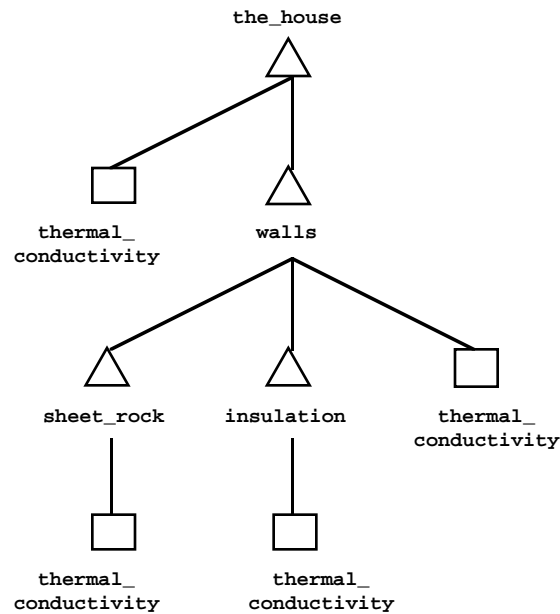 the_house
thermal_
conductivity
walls
sheet_rock
insulation
thermal_
conductivity
thermal_
conductivity
thermal_
conductivity